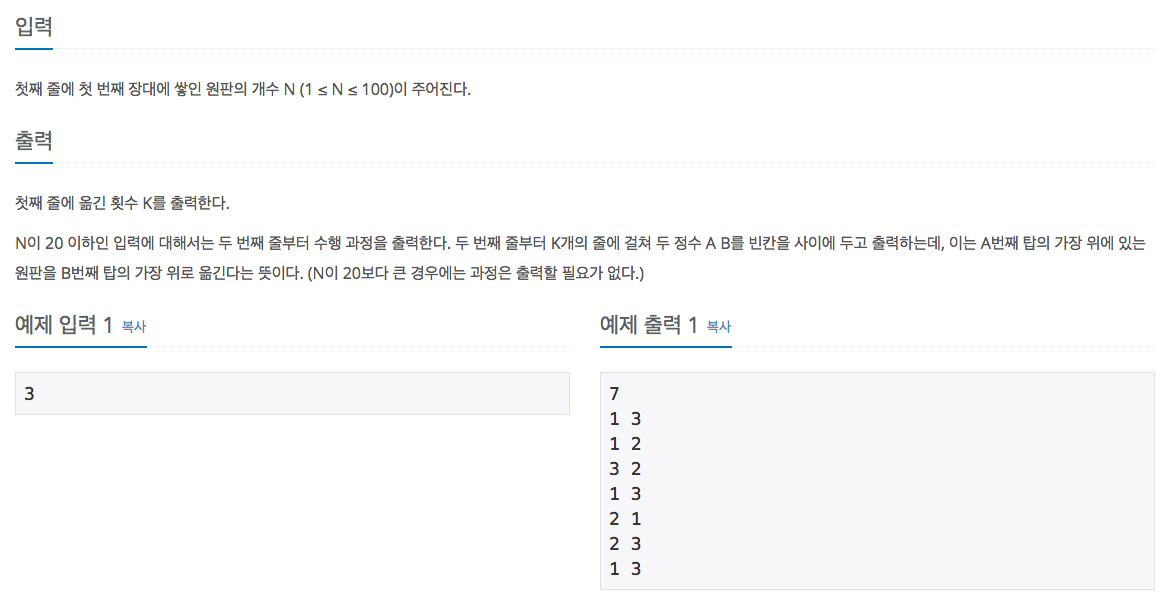 입력
첫째 줄에 첫 번째 장대에 쌓인 원판의 개수 N (1 ≤ N ≤ 100)이 주어진다.
출력
첫째 줄에 옮긴 횟수 K를 출력한다.
N이 20 이하인 입력에 대해서는 두 번째 줄부터 수행 과정을 출력한다. 두 번째 줄부터 K개의 줄에 걸쳐 두 정수 A B를 빈칸을 사이에 두고 출력하는데, 이는 A번째 탑의 가장 위에 있는
원판을 B번째 탑의 가장 위로 옮긴다는 뜻이다. (N이 20보다 큰 경우에는 과정은 출력할 필요가 없다.)
예제 입력 1 복사
3
예제 출력 1 복사
7
1 3
1 2
3 2
1 3
2 1
2 3
1 3